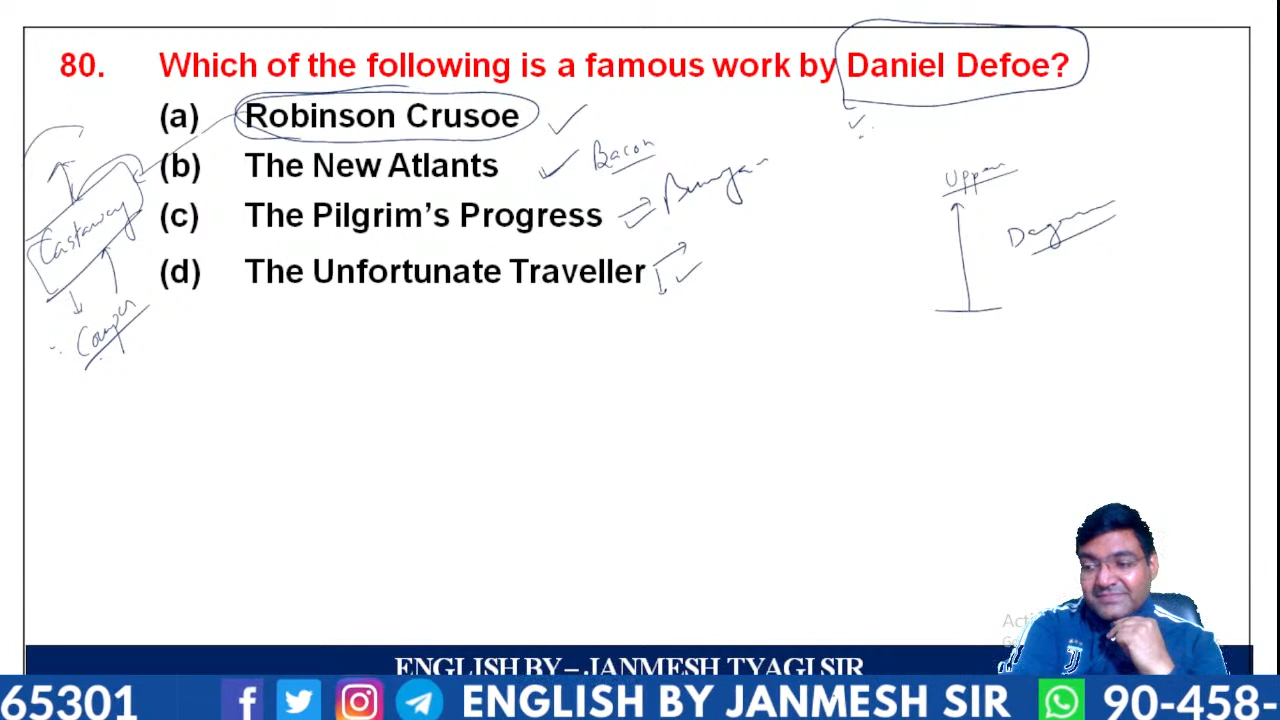 80. Which of the following is a famous work by Daniel Defoe?
(a) Robinson Crusoe
(b) The New Atlants Bacon
(c) The Pilgrim's Progress Bunyan
(d) The Unfortunate Traveller
Castaway
Upper
ENGLISH BY – JANMESH TYAGI SIR
65301 ENGLISH BY JANMESH SIR 90-458-